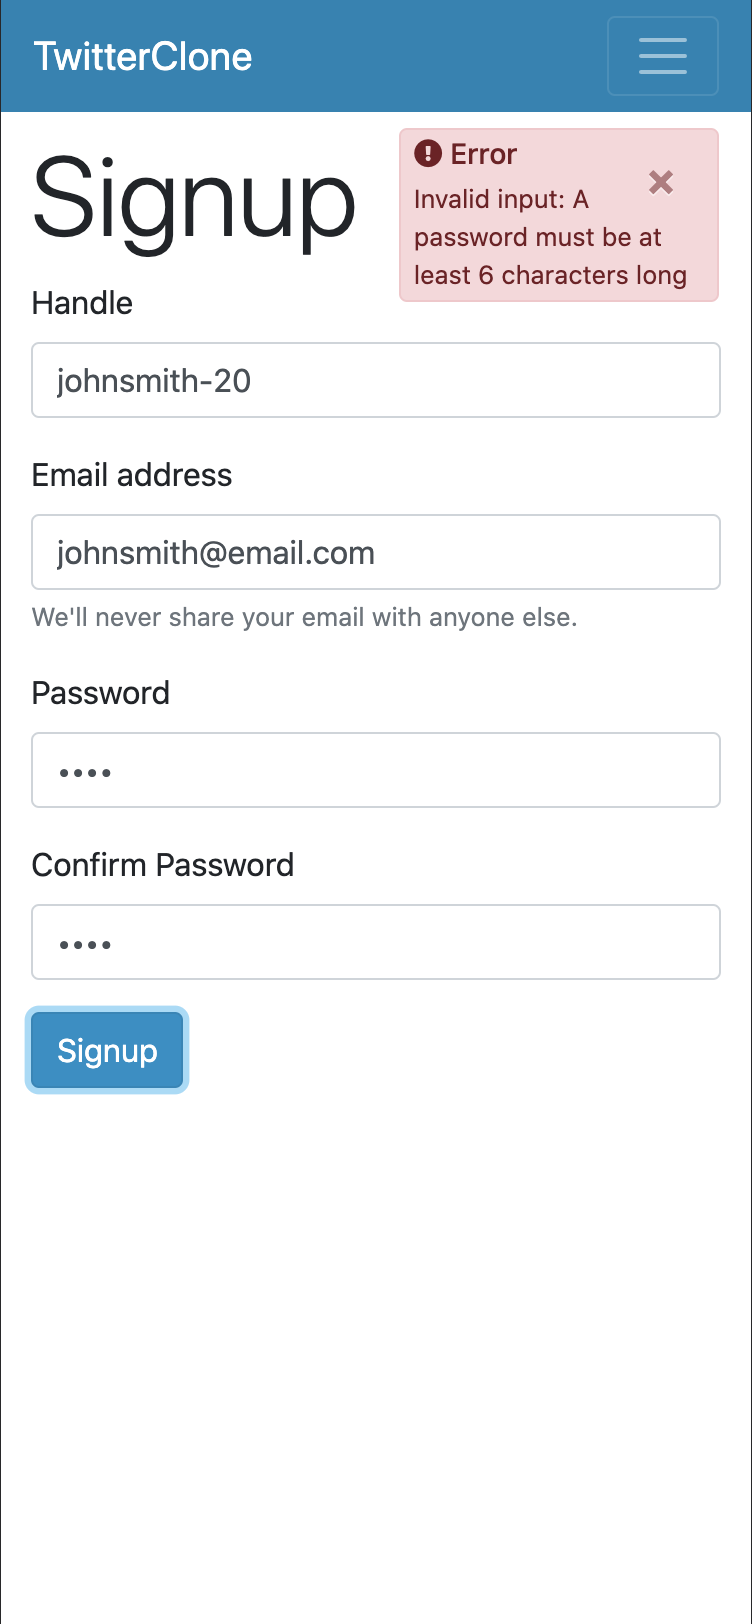 TwitterClone
Signup
Error
Invalid input: A
password must be at
least 6 characters long
Handle
johnsmith-20
Email address
johnsmith@email.com
We'll never share your email with anyone else.
Password
••••
Confirm Password
••••
Signup